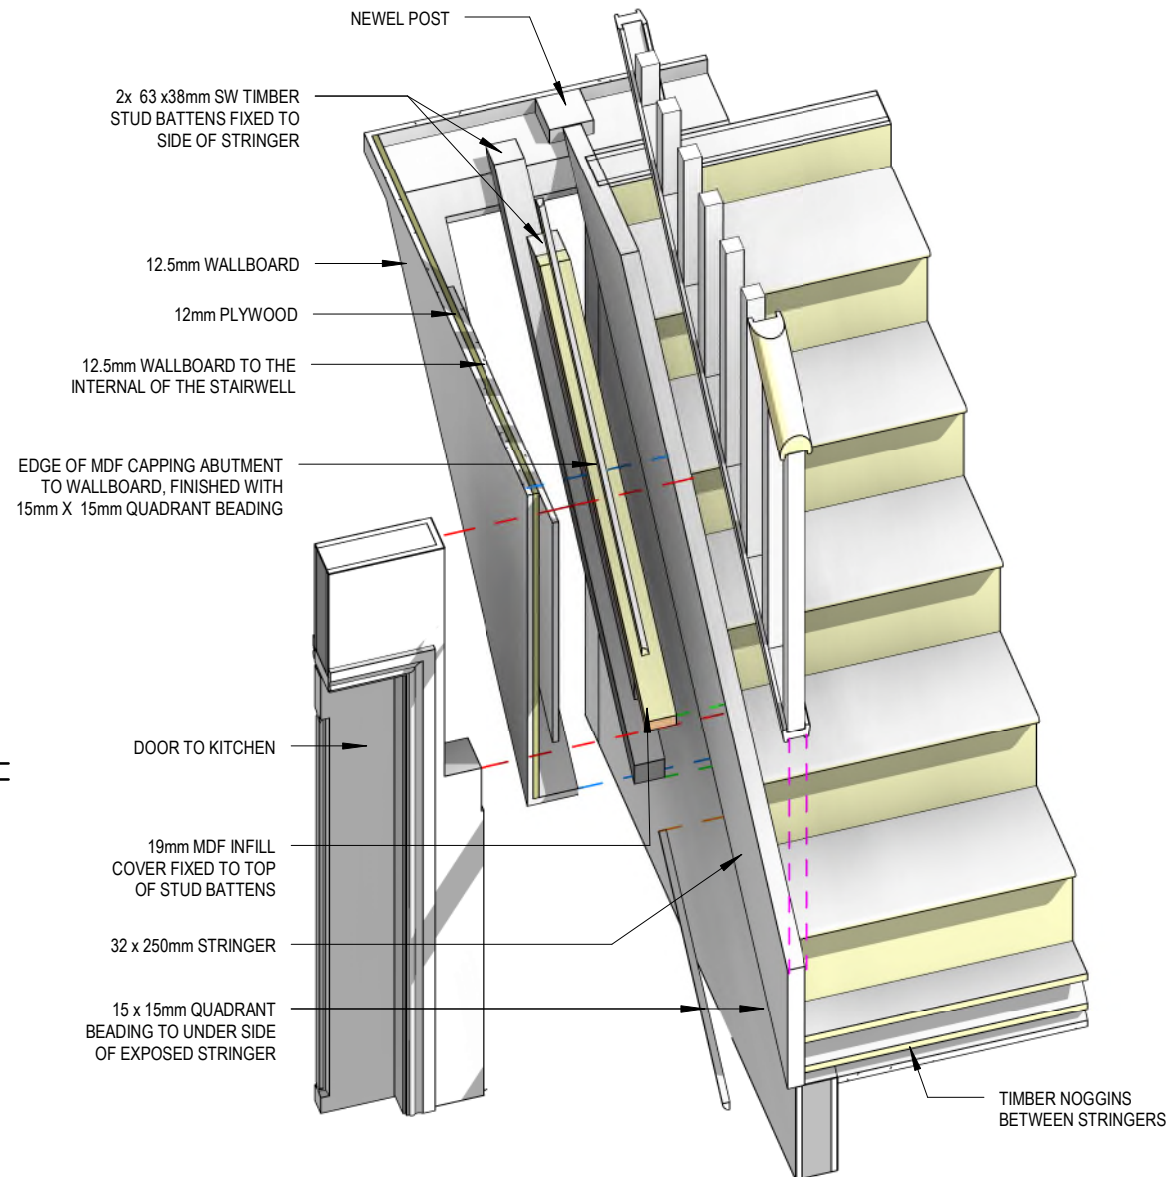 NEWEL POST
2x  63 x38mm SW TIMBER
STUD BATTENS FIXED TO
SIDE OF STRINGER
12.5mm WALLBOARD
12mm PLYWOOD
12.5mm WALLBOARD TO THE
INTERNAL OF THE STAIRWELL
EDGE OF MDF CAPPING ABUTMENT
TO WALLBOARD, FINISHED WITH
15mm X  15mm QUADRANT BEADING
DOOR TO KITCHEN
19mm MDF INFILL
COVER FIXED TO TOP
OF STUD BATTENS
32 x 250mm STRINGER
15 x 15mm QUADRANT
BEADING TO UNDER SIDE
OF EXPOSED STRINGER
TIMBER NOGGINS
BETWEEN STRINGERS